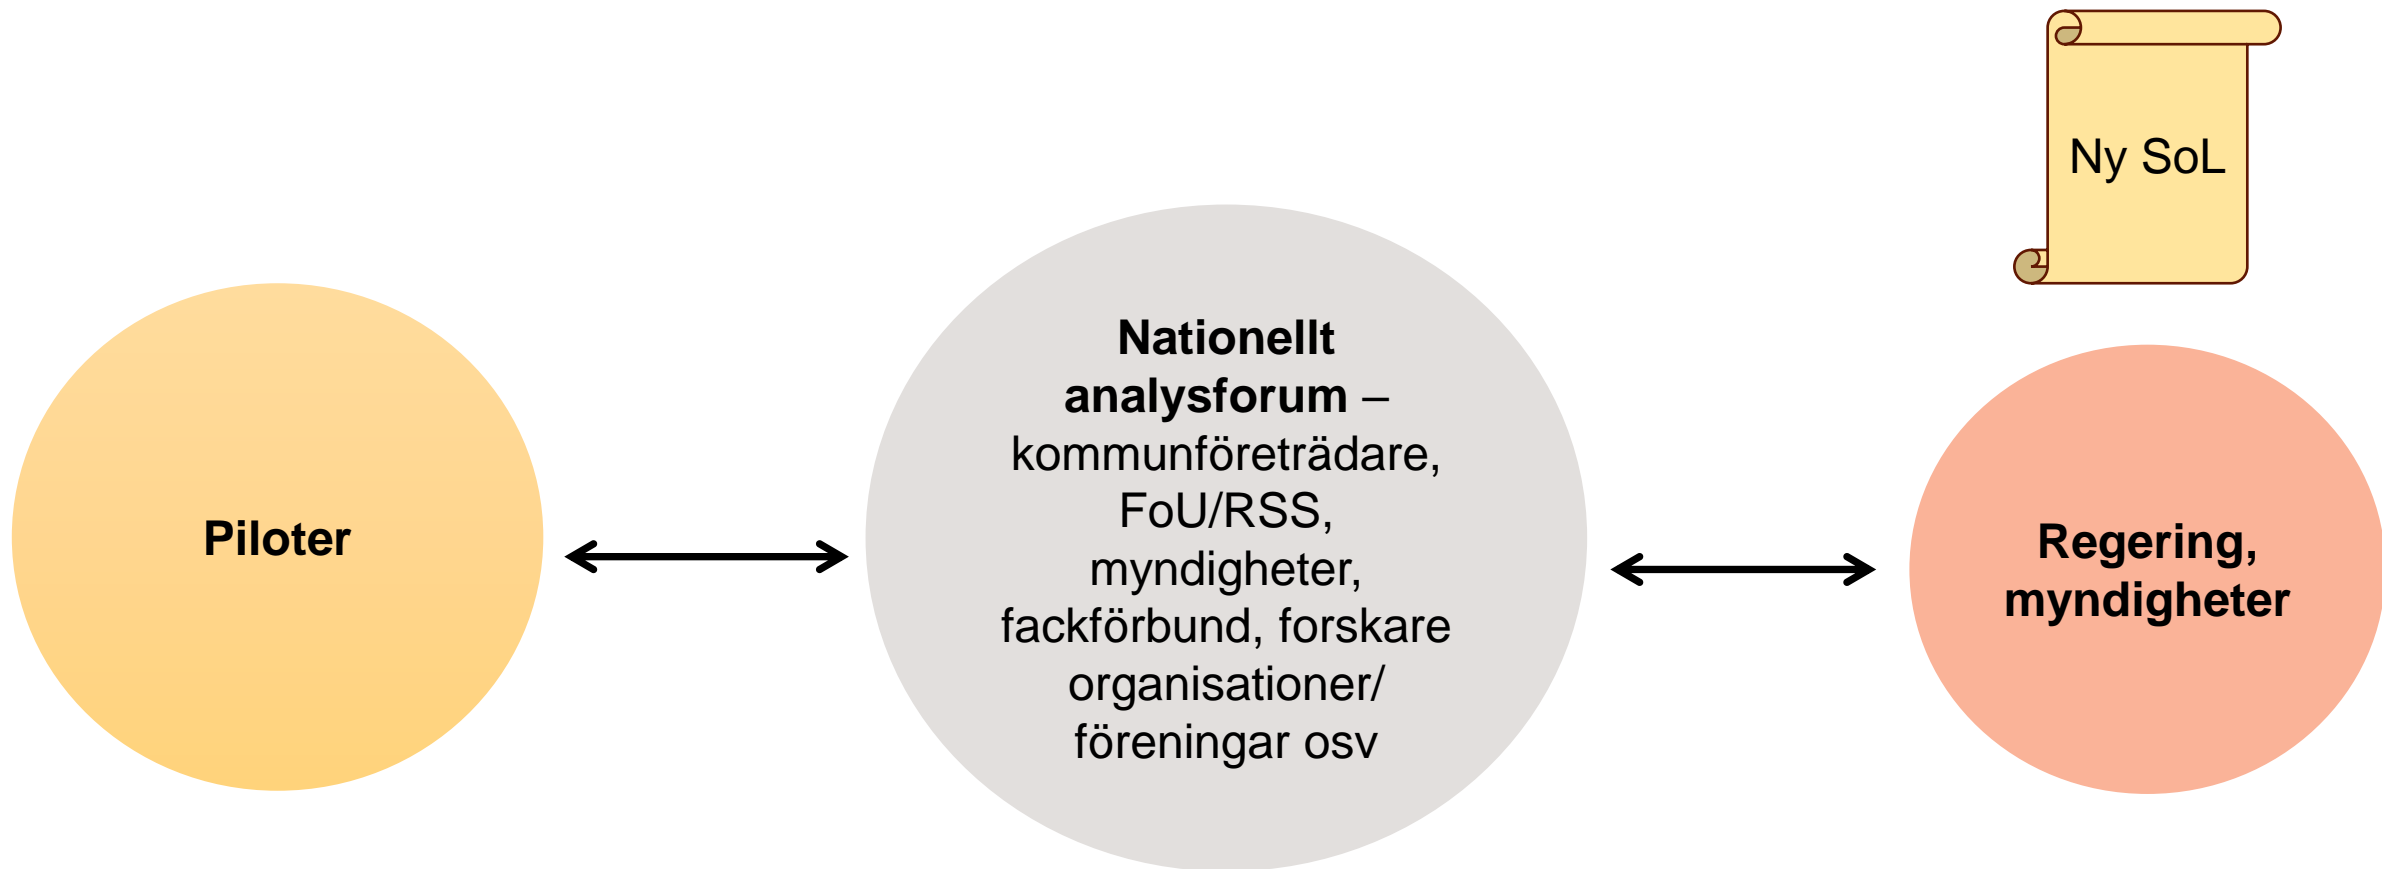 Ny SoL
Piloter
Nationellt
analysforum –
kommunföreträdare,
FoU/RSS,
myndigheter,
fackförbund, forskare
organisationer/
föreningar osv
Regering,
myndigheter